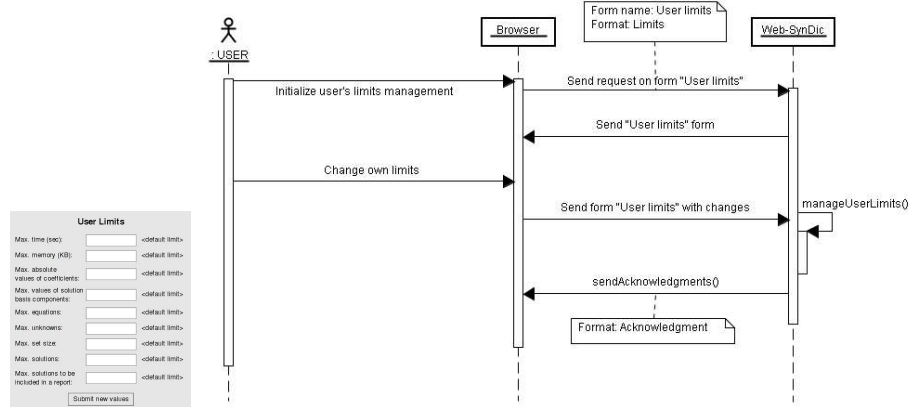 Form name: User limits
Format: Limits
: USER
Browser
Web-SynDic
Initialize user's limits management
Send request on form "User limits"
Send "User limits" form
Change own limits
Send form "User limits" with changes
manageUserLimits()
sendAcknowledgments()
Format: Acknowledgment
User Limits
Max. time (sec): <default limit>
Max. memory (KB): <default limit>
Max. absolute
values of coefficients: <default limit>
Max. values of solution
basis components: <default limit>
Max. equations: <default limit>
Max. unknowns: <default limit>
Max. set size: <default limit>
Max. solutions: <default limit>
Max. solutions to be
included in a report: <default limit>
Submit new values